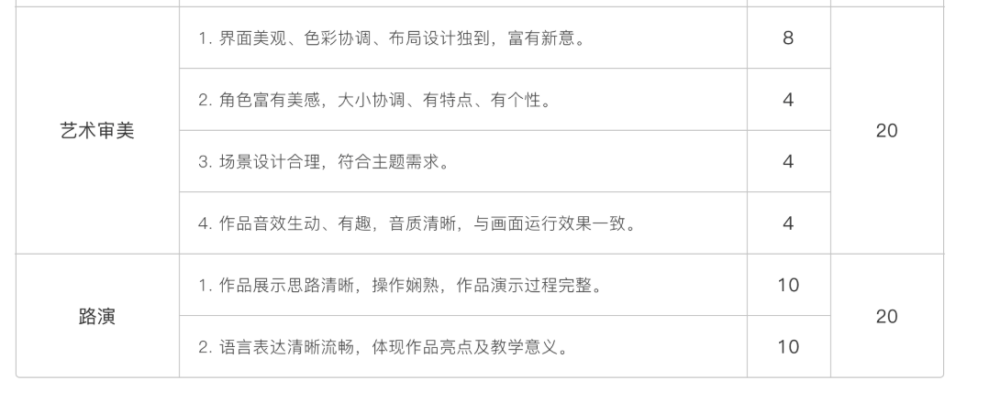 艺术审美
1. 界面美观、色彩协调、布局设计独到，富有新意。
8
2. 角色富有美感，大小协调、有特点、有个性。
4
3. 场景设计合理，符合主题需求。
4
4. 作品音效生动、有趣，音质清晰，与画面运行效果一致。
4
20
路演
1. 作品展示思路清晰，操作娴熟，作品演示过程完整。
10
2. 语言表达清晰流畅，体现作品亮点及教学意义。
10
20